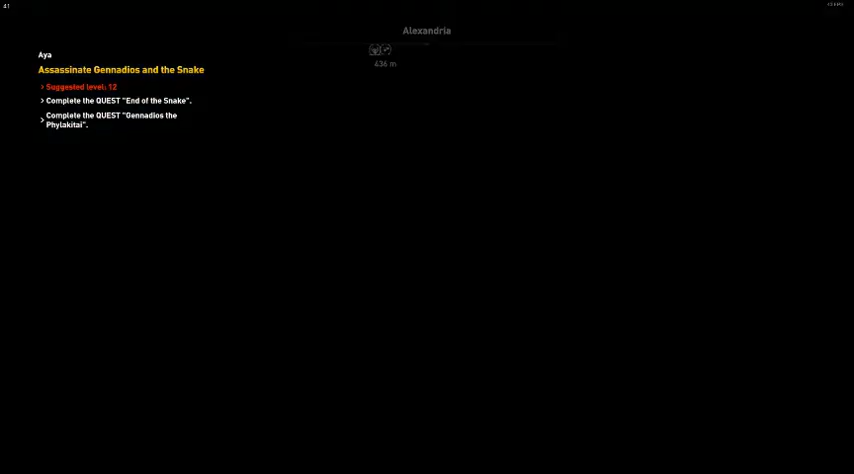 41
Alexandria
436 m
Aya
Assassinate Gennadios and the Snake
> Suggested level: 12
> Complete the QUEST "End of the Snake".
> Complete the QUEST "Gennadios the
Phylakitai".